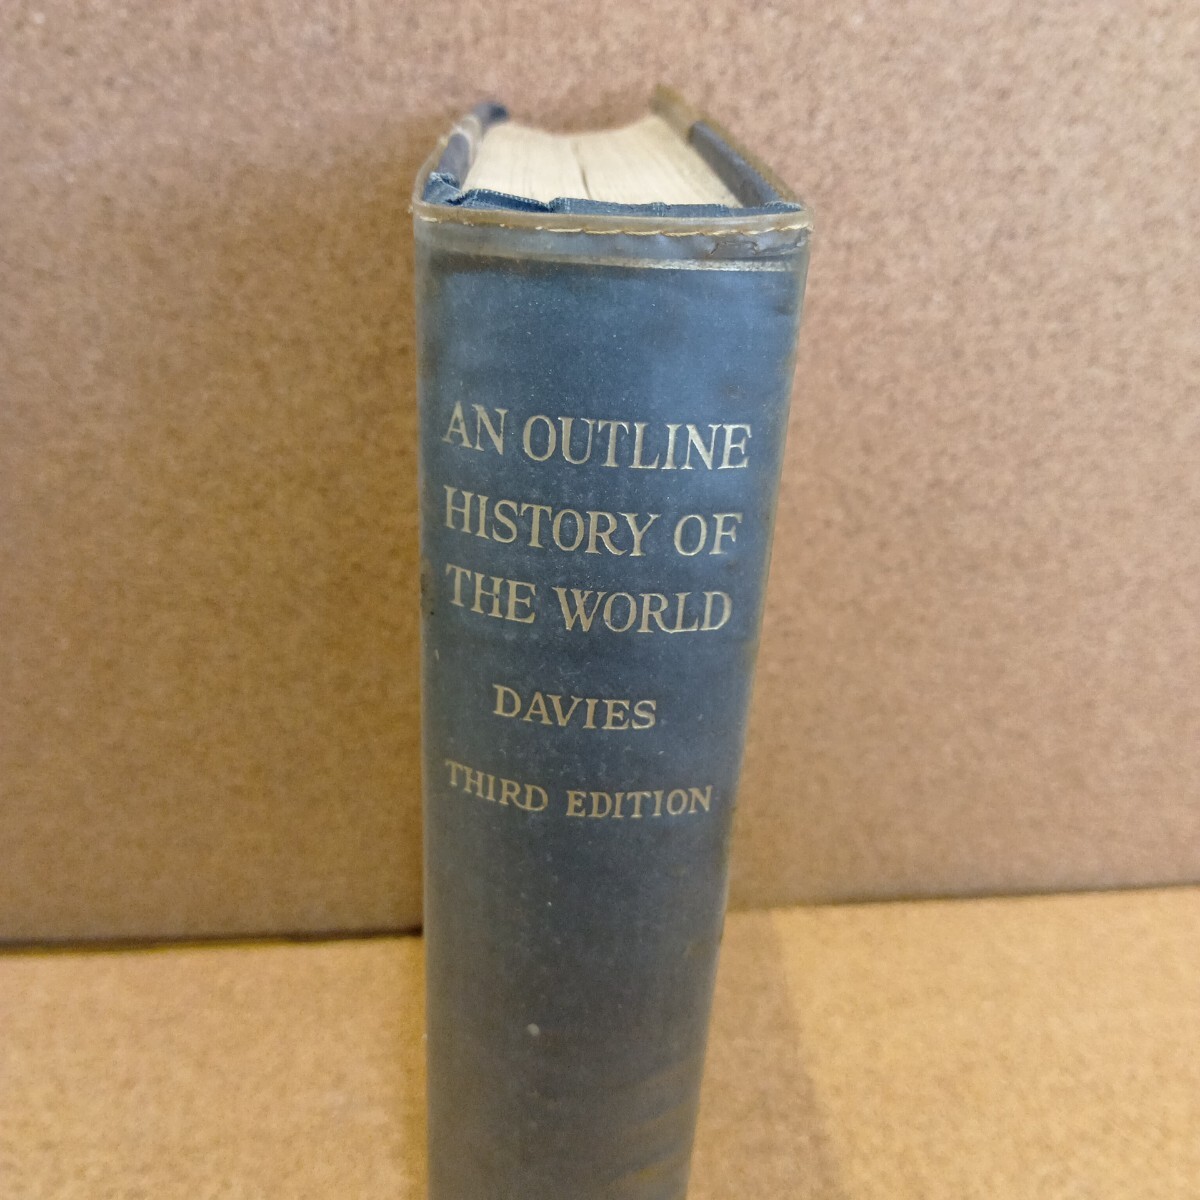 AN OUTLINE
HISTORY OF
THE WORLD
DAVIES
THIRD EDITION